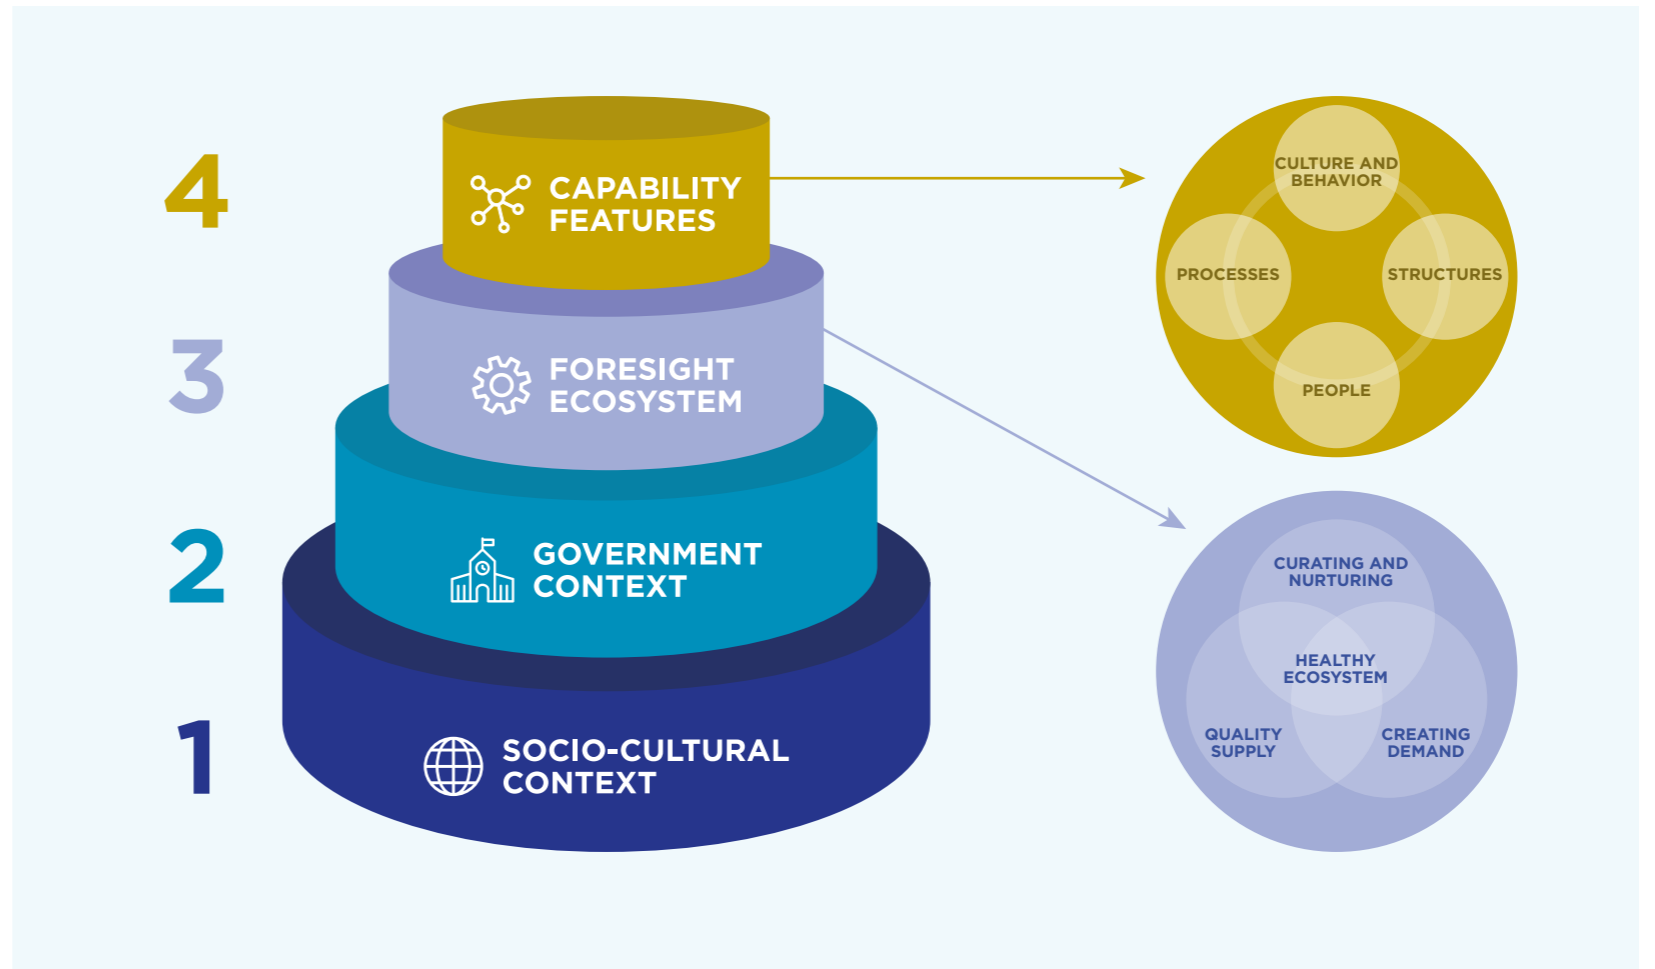 4
CAPABILITY
FEATURES
3
FORESIGHT
ECOSYSTEM
2
GOVERNMENT
CONTEXT
1
SOCIO-CULTURAL
CONTEXT
CULTURE AND
BEHAVIOR
PROCESSES
STRUCTURES
PEOPLE
CURATING AND
NURTURING
HEALTHY
ECOSYSTEM
QUALITY
SUPPLY
CREATING
DEMAND